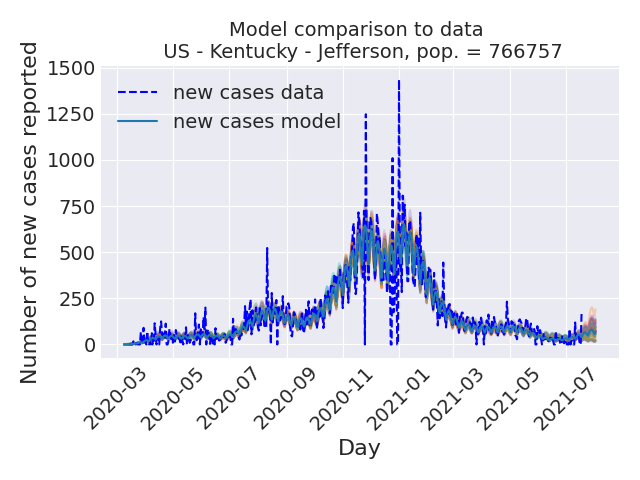 Model comparison to data
US - Kentucky - Jefferson, pop. = 766757
Number of new cases reported
1500
1250
1000
750
500
250
0
new cases data
new cases model
2020-03
2020-05
2020-07
2020-09
2020-11
2021-01
2021-03
2021-05
2021-07
Day